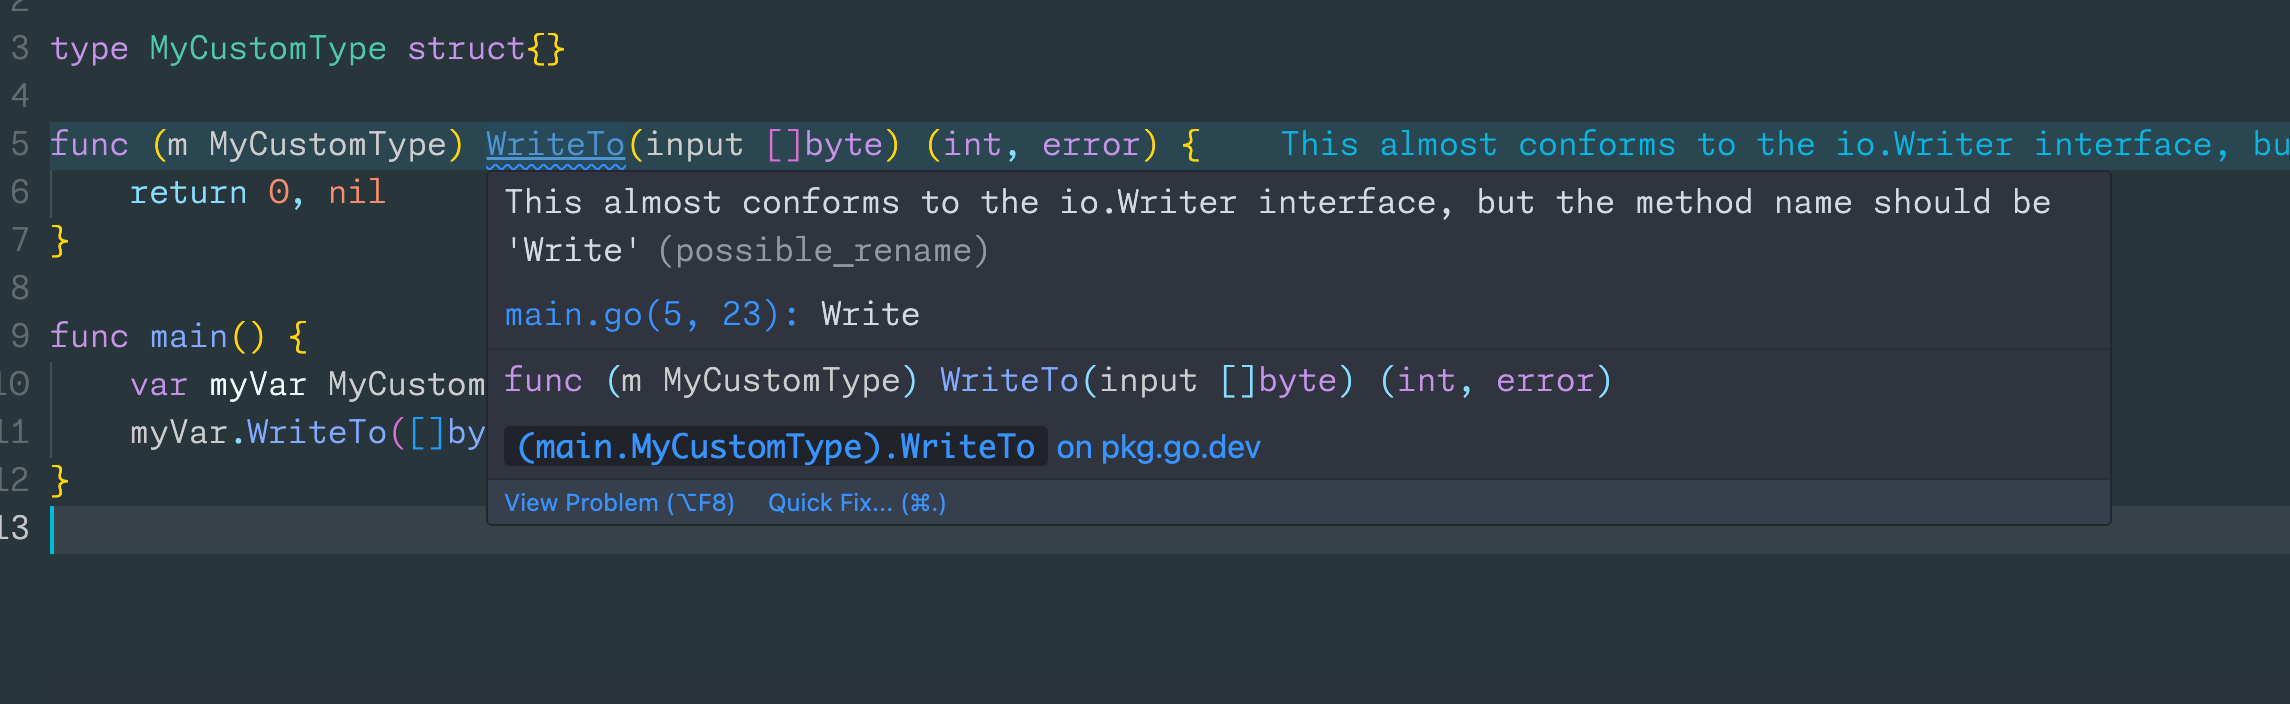 2
3 type MyCustomType struct{}
4
5 func (m MyCustomType) WriteTo(input []byte) (int, error) { This almost conforms to the io.Writer interface, bu
This almost conforms to the io.Writer interface, but the method name should be
'Write' (possible_rename)
main.go(5, 23): Write
func (m MyCustomType) WriteTo(input []byte) (int, error)
(main.MyCustomType).WriteTo on pkg.go.dev
View Problem (⌥F8) Quick Fix... (⌘.)
6 return 0, nil
7 }
8
9 func main() {
10 var myVar MyCustom
11 myVar.WriteTo([]by
12 }
13